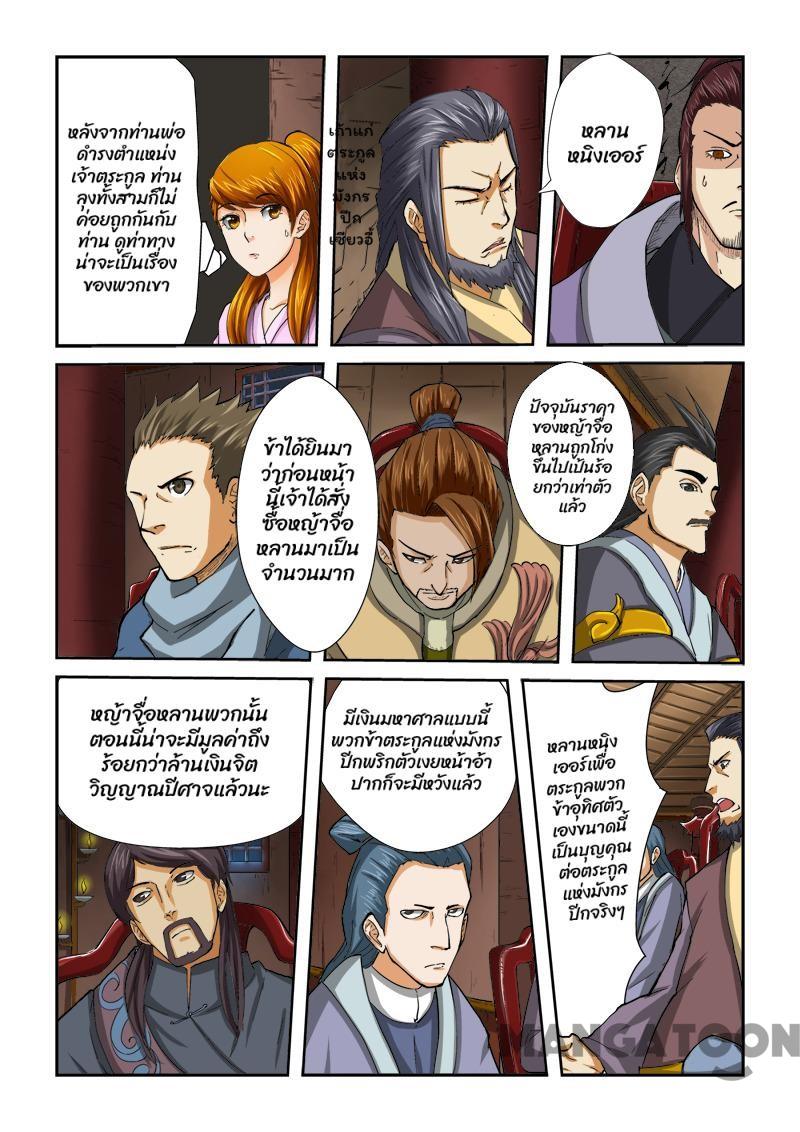 หลังจากท่านพ่อ
ดำรงตำแหน่ง
เจ้าตระกูล ท่าน
ลุงทั้งสามก็ไม่
ค่อยถูกกันกับ
ท่าน ดูท่าทาง
น่าจะเป็นเรื่อง
ของพวกเขา
เถ้าแก่
ตระกูล
แห่ง
มังกร
ปีก
เซียวอี้
หลาน
หนิงเออร์
ข้าได้ยินมา
ว่าก่อนหน้า
นี้เจ้าได้สั่ง
ซื้อหญ้าจื่อ
หลานมาเป็น
จำนวนมาก
ปัจจุบันราคา
ของหญ้าจื่อ
หลานถูกโก่ง
ขึ้นไปเป็นร้อ
ยกว่าเท่าตัว
แล้ว
หญ้าจื่อหลานพวกนั้น
ตอนนี้น่าจะมีมูลค่าถึง
ร้อยกว่าล้านเงินจิต
วิญญาณปีศาจแล้วนะ
มีเงินมหาศาลแบบนี้
พวกข้าตระกูลแห่งมังกร
ปีกพริกตัวเงยหน้าอ้า
ปากก็จะมีหวังแล้ว
หลานหนิง
เออร์เพื่อ
ตระกูลพวก
ข้าอุทิศตัว
เองขนาดนี้
เป็นบุญคุณ
ต่อตระกูล
แห่งมังกร
ปีกจริงๆ
MANGATOON